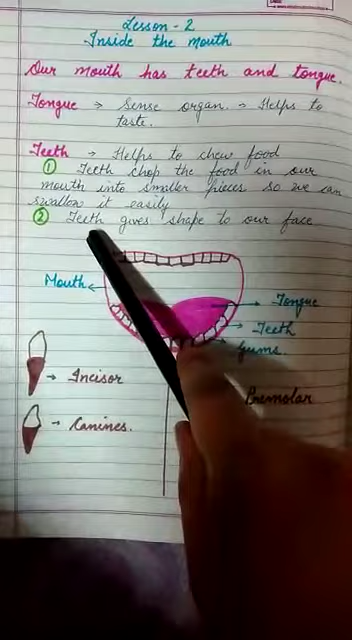 Lesson - 2
Inside the mouth
Our mouth has teeth and tongue.
Tongue → Sense organ. → Helps to
taste.
Teeth → Helps to chew food
① Teeth chop the food in our
mouth into smaller pieces so we can
swallow it easily
② Teeth gives shape to our face
Mouth ←
→ Tongue
→ Teeth
→ Gums.
→ Incisor
Premolar
→ Canines.